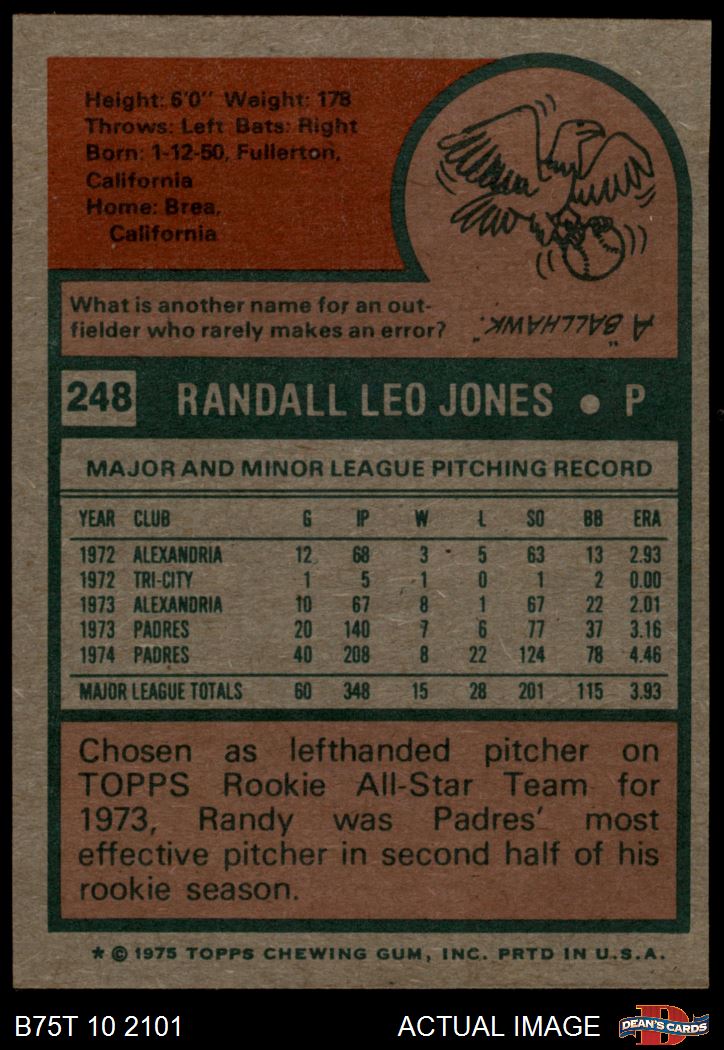 Height: 6'0" Weight: 178
Throws: Left Bats: Right
Born: 1-12-50, Fullerton,
California
Home: Brea,
California
What is another name for an out-
fielder who rarely makes an error?
A "BALLHAWK."
248 RANDALL LEO JONES • P
MAJOR AND MINOR LEAGUE PITCHING RECORD
YEAR CLUB G IP W L SO BB ERA
1972 ALEXANDRIA 12 68 3 5 63 13 2.93
1972 TRI-CITY 1 5 1 0 1 2 0.00
1973 ALEXANDRIA 10 67 8 1 67 22 2.01
1973 PADRES 20 140 7 6 77 37 3.16
1974 PADRES 40 208 8 22 124 78 4.46
MAJOR LEAGUE TOTALS 60 348 15 28 201 115 3.93
Chosen as lefthanded pitcher on
TOPPS Rookie All-Star Team for
1973, Randy was Padres' most
effective pitcher in second half of his
rookie season.
* © 1975 TOPPS CHEWING GUM, INC. PRTD IN U.S.A.
B75T 10 2101 ACTUAL IMAGE D DEAN'S CARDS